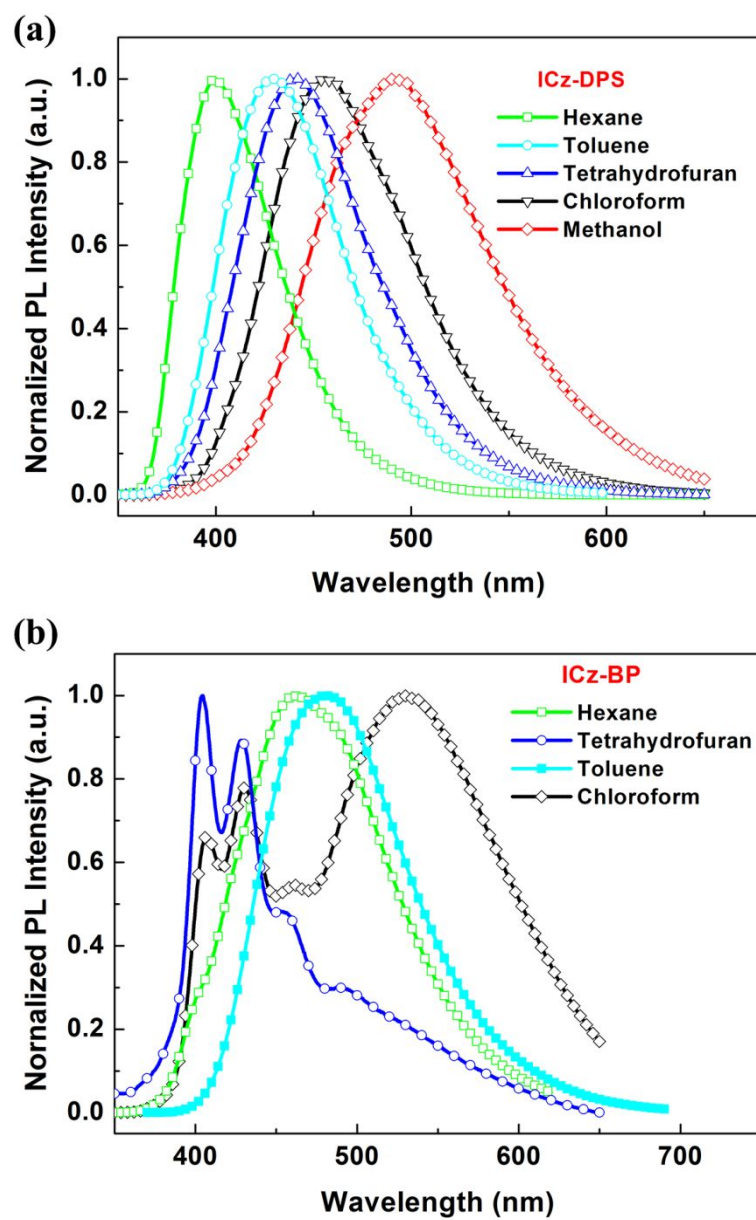 (a)
ICz-DPS
Hexane
Toluene
Tetrahydrofuran
Chloroform
Methanol
Normalized PL Intensity (a.u.)
1.0
0.8
0.6
0.4
0.2
0.0
400
500
600
Wavelength (nm)
(b)
ICz-BP
Hexane
Tetrahydrofuran
Toluene
Chloroform
Normalized PL Intensity (a.u.)
1.0
0.8
0.6
0.4
0.2
0.0
400
500
600
700
Wavelength (nm)